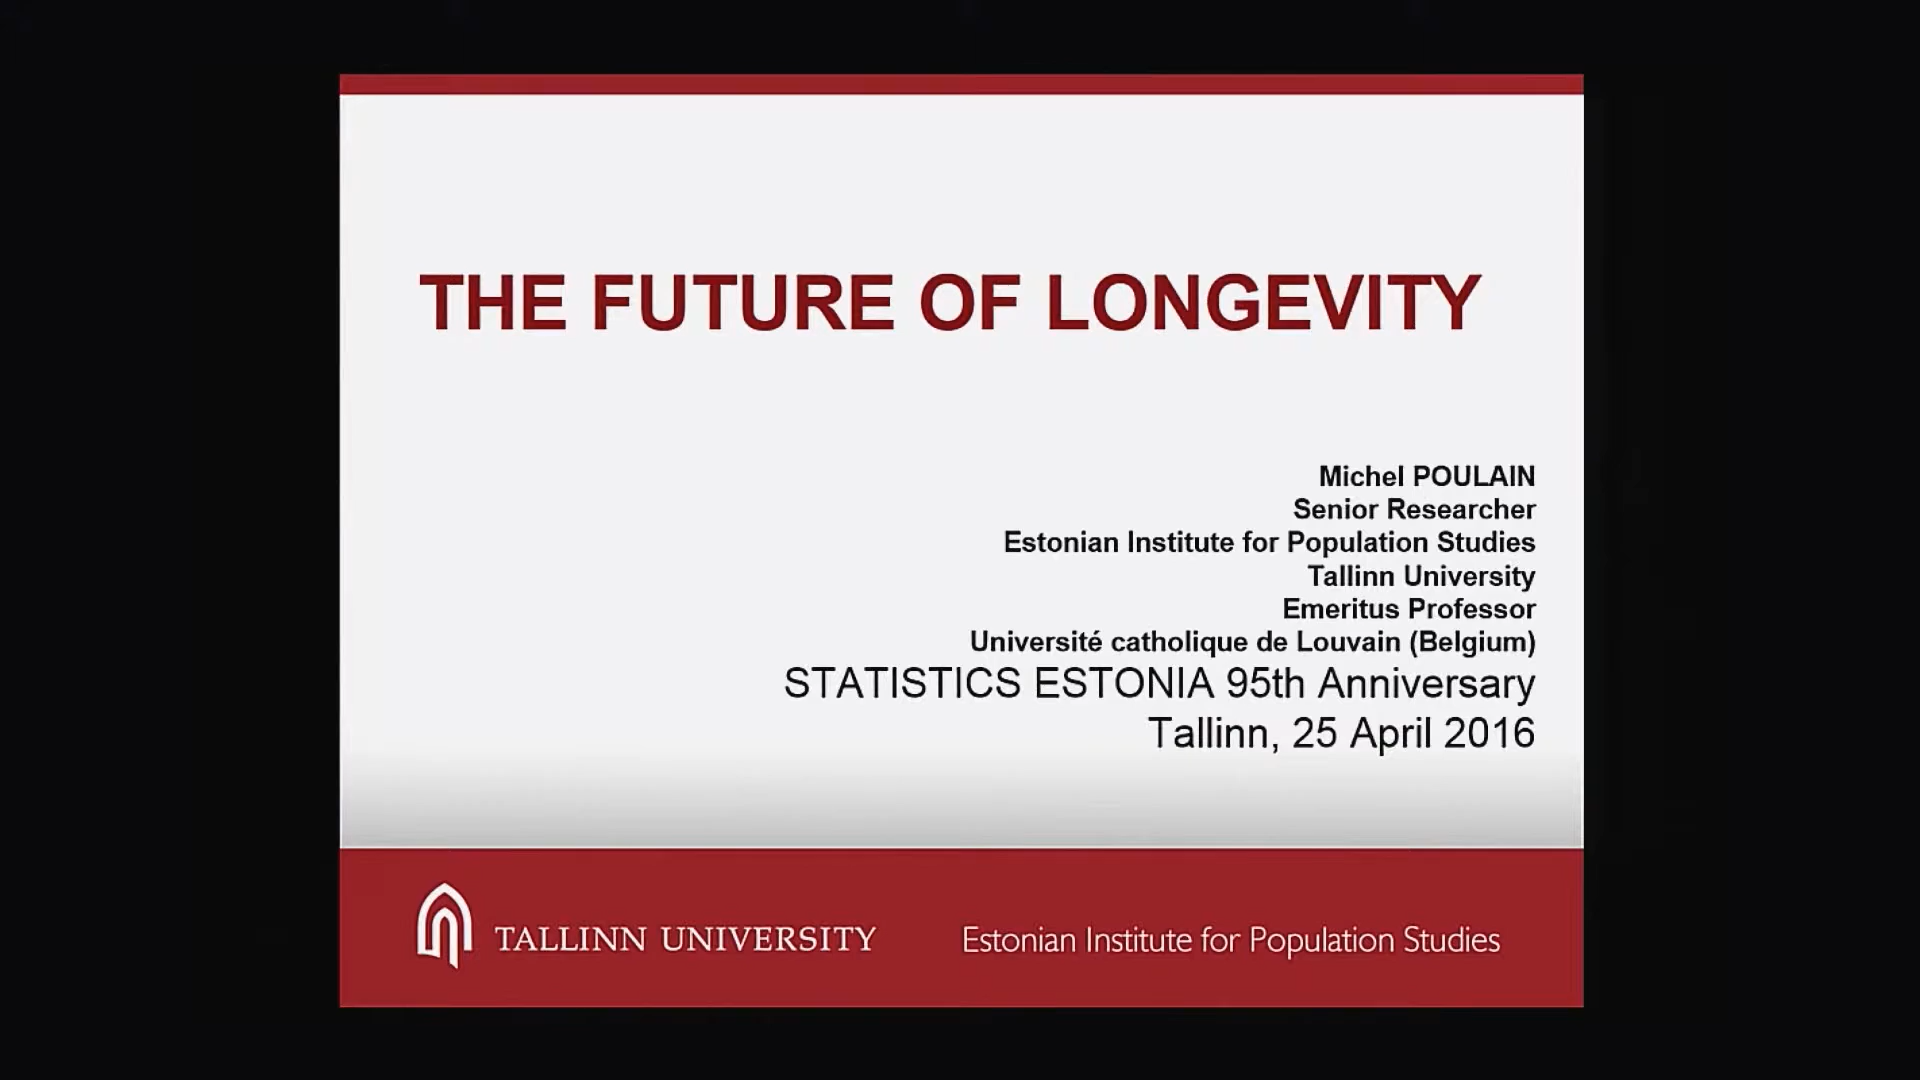 THE FUTURE OF LONGEVITY
Michel POULAIN
Senior Researcher
Estonian Institute for Population Studies
Tallinn University
Emeritus Professor
Université catholique de Louvain (Belgium)
STATISTICS ESTONIA 95th Anniversary
Tallinn, 25 April 2016
TALLINN UNIVERSITY
Estonian Institute for Population Studies